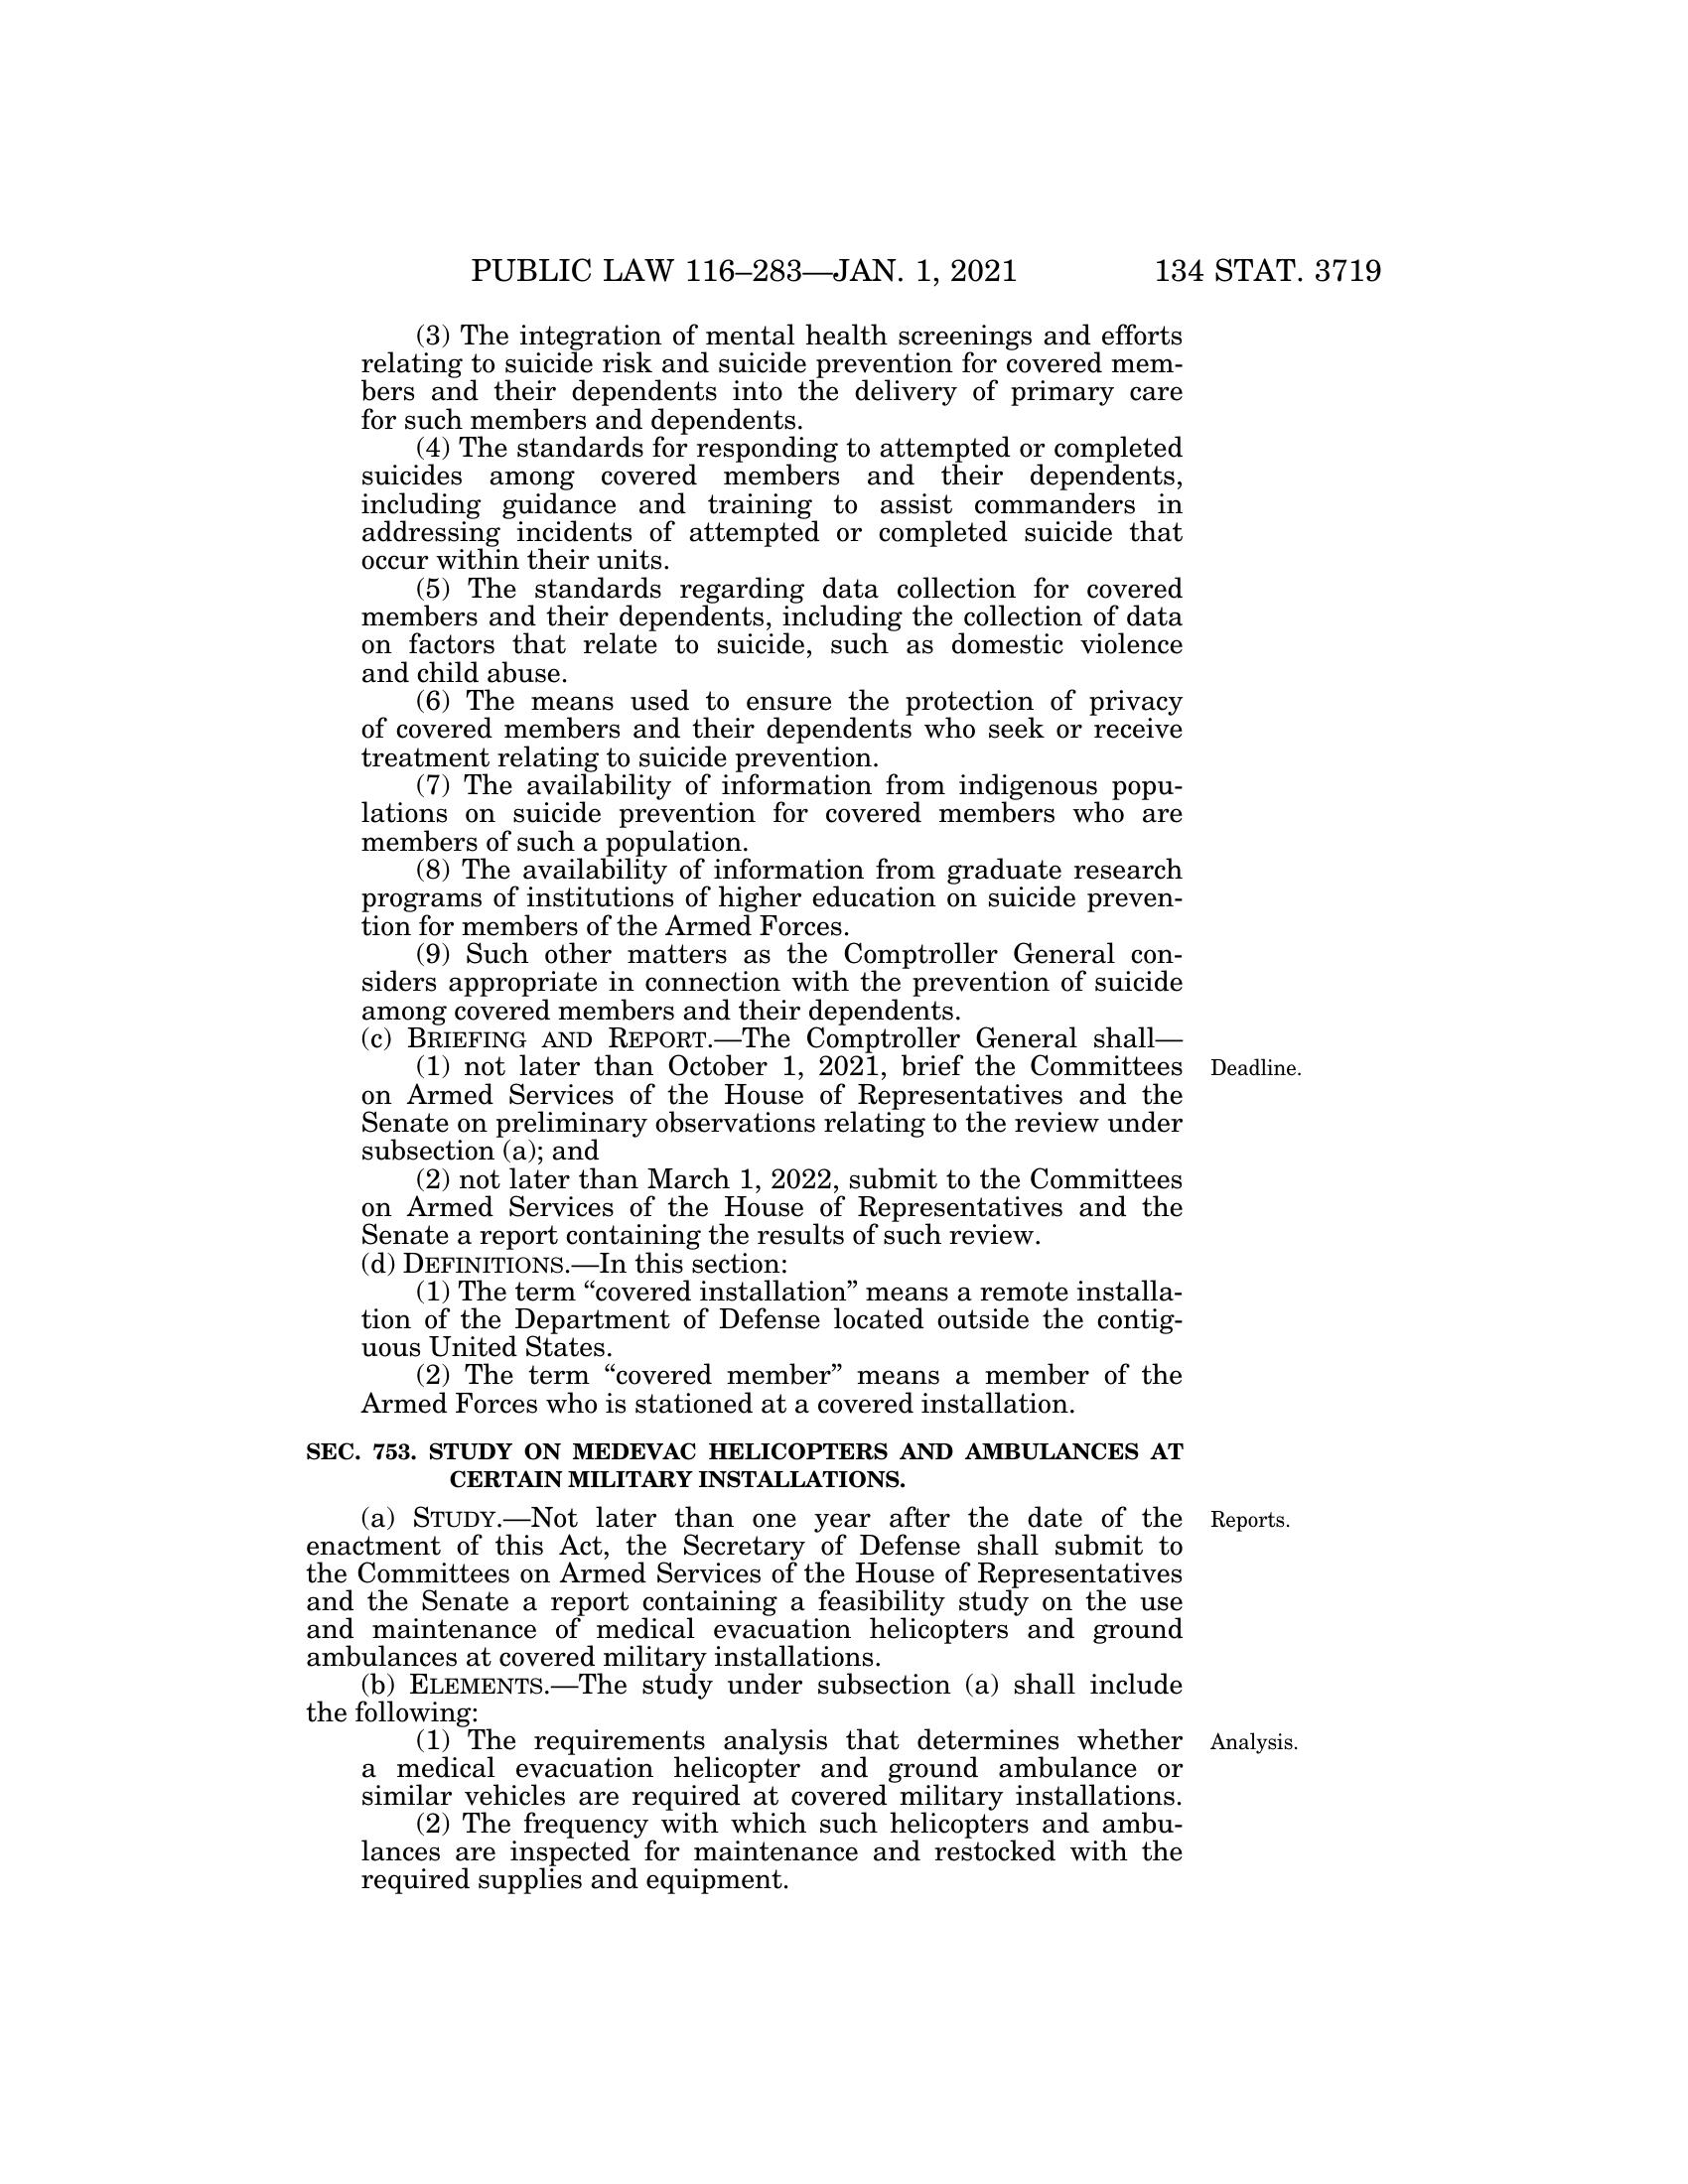 PUBLIC LAW 116–283—JAN. 1, 2021 134 STAT. 3719
(3) The integration of mental health screenings and efforts
relating to suicide risk and suicide prevention for covered mem-
bers and their dependents into the delivery of primary care
for such members and dependents.
(4) The standards for responding to attempted or completed
suicides among covered members and their dependents,
including guidance and training to assist commanders in
addressing incidents of attempted or completed suicide that
occur within their units.
(5) The standards regarding data collection for covered
members and their dependents, including the collection of data
on factors that relate to suicide, such as domestic violence
and child abuse.
(6) The means used to ensure the protection of privacy
of covered members and their dependents who seek or receive
treatment relating to suicide prevention.
(7) The availability of information from indigenous popu-
lations on suicide prevention for covered members who are
members of such a population.
(8) The availability of information from graduate research
programs of institutions of higher education on suicide preven-
tion for members of the Armed Forces.
(9) Such other matters as the Comptroller General con-
siders appropriate in connection with the prevention of suicide
among covered members and their dependents.
(c) BRIEFING AND REPORT.—The Comptroller General shall—
(1) not later than October 1, 2021, brief the Committees
on Armed Services of the House of Representatives and the
Senate on preliminary observations relating to the review under
subsection (a); and
(2) not later than March 1, 2022, submit to the Committees
on Armed Services of the House of Representatives and the
Senate a report containing the results of such review.
(d) DEFINITIONS.—In this section:
(1) The term “covered installation” means a remote installa-
tion of the Department of Defense located outside the contig-
uous United States.
(2) The term “covered member” means a member of the
Armed Forces who is stationed at a covered installation.
SEC. 753. STUDY ON MEDEVAC HELICOPTERS AND AMBULANCES AT
CERTAIN MILITARY INSTALLATIONS.
(a) STUDY.—Not later than one year after the date of the
enactment of this Act, the Secretary of Defense shall submit to
the Committees on Armed Services of the House of Representatives
and the Senate a report containing a feasibility study on the use
and maintenance of medical evacuation helicopters and ground
ambulances at covered military installations.
(b) ELEMENTS.—The study under subsection (a) shall include
the following:
(1) The requirements analysis that determines whether
a medical evacuation helicopter and ground ambulance or
similar vehicles are required at covered military installations.
(2) The frequency with which such helicopters and ambu-
lances are inspected for maintenance and restocked with the
required supplies and equipment.
Deadline.
Reports.
Analysis.